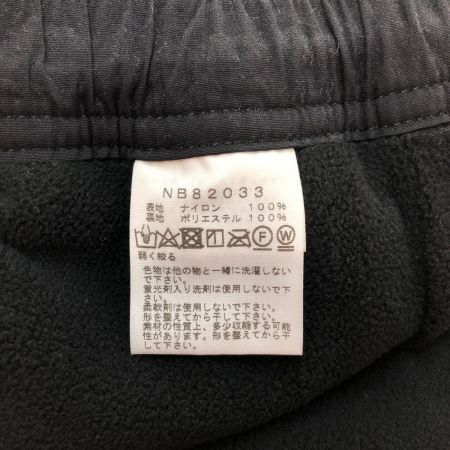 NB82033
表地 ナイロン 100%
裏地 ポリエステル 100%
F W
弱く絞る
色物は他の物と一緒に洗濯しない
で下さい。
蛍光剤入り洗剤は使用しないで下さい。
柔軟剤は使用しないで下さい。
形を整えてから干して下さい。
素材の性質上、多少収縮する可能
性があります。形を整えてから干
して下さい。